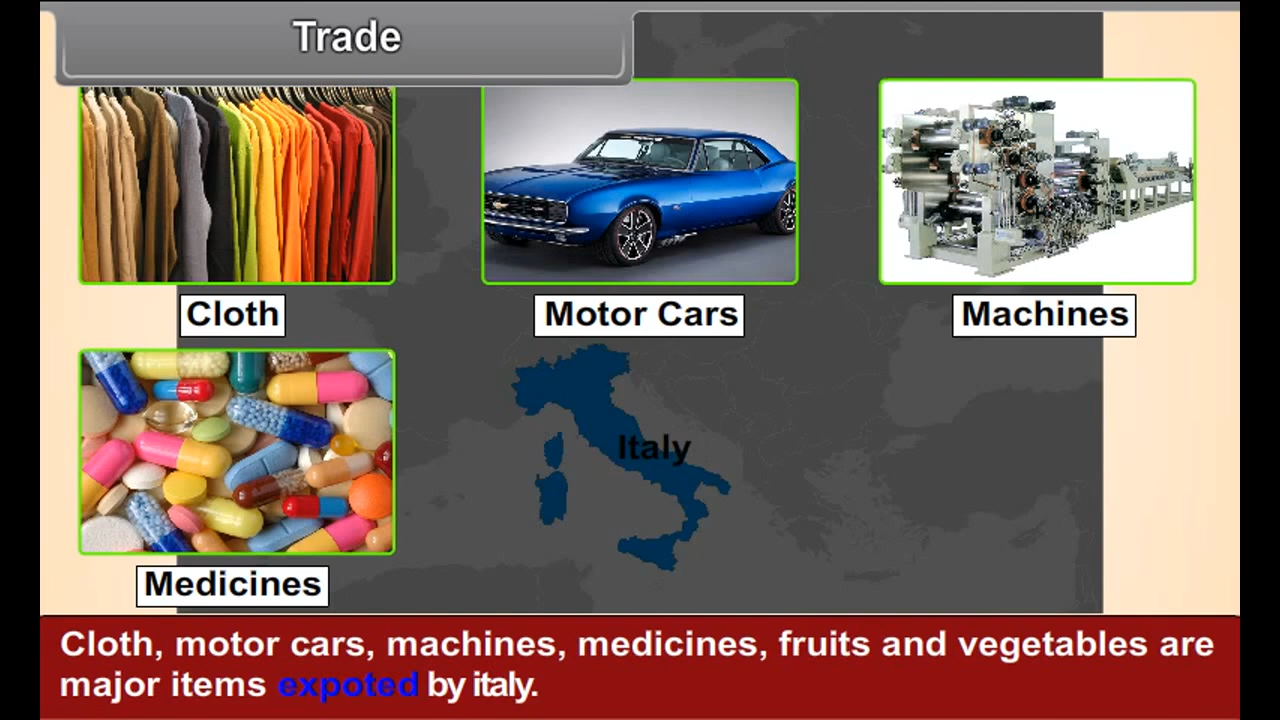 Trade
Cloth
Motor Cars
Machines
Italy
Medicines
Cloth, motor cars, machines, medicines, fruits and vegetables are
major items expoted by italy.